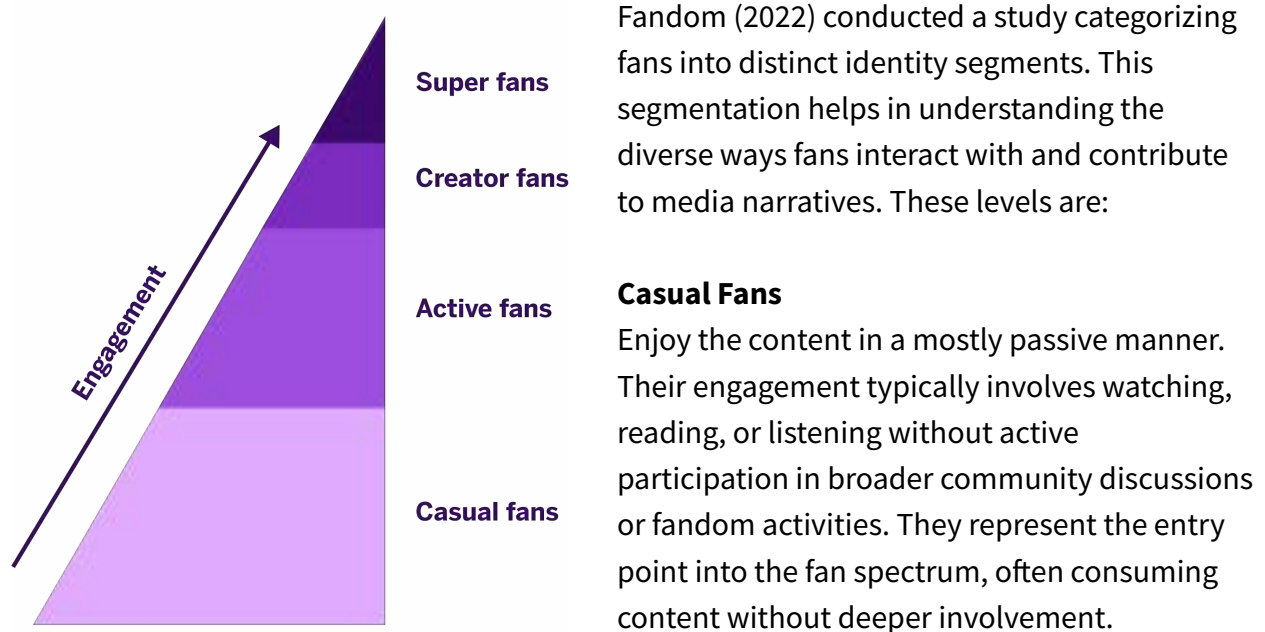 Super fans
Creator fans
Active fans
Casual fans
Engagement
Fandom (2022) conducted a study categorizing
fans into distinct identity segments. This
segmentation helps in understanding the
diverse ways fans interact with and contribute
to media narratives. These levels are:
Casual Fans
Enjoy the content in a mostly passive manner.
Their engagement typically involves watching,
reading, or listening without active
participation in broader community discussions
or fandom activities. They represent the entry
point into the fan spectrum, often consuming
content without deeper involvement.